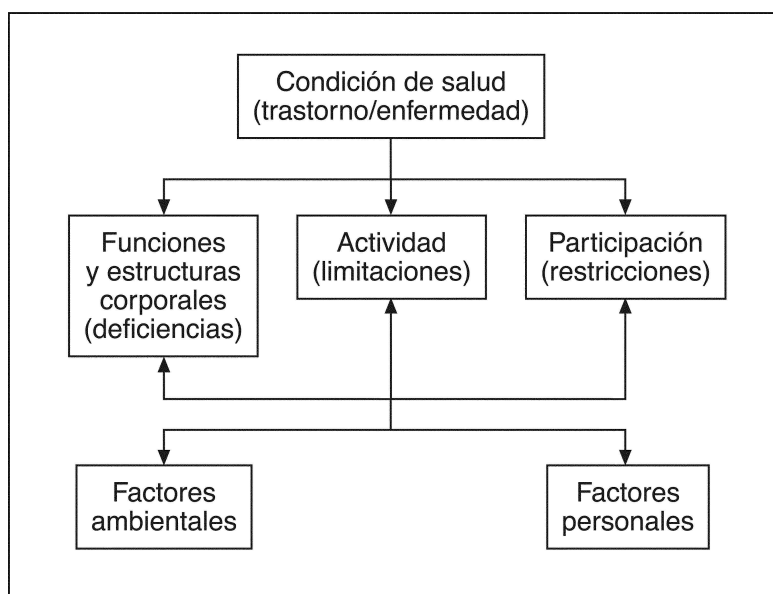 Condición de salud
(trastorno/enfermedad)
Funciones
y estructuras
corporales
(deficiencias)
Actividad
(limitaciones)
Participación
(restricciones)
Factores
ambientales
Factores
personales